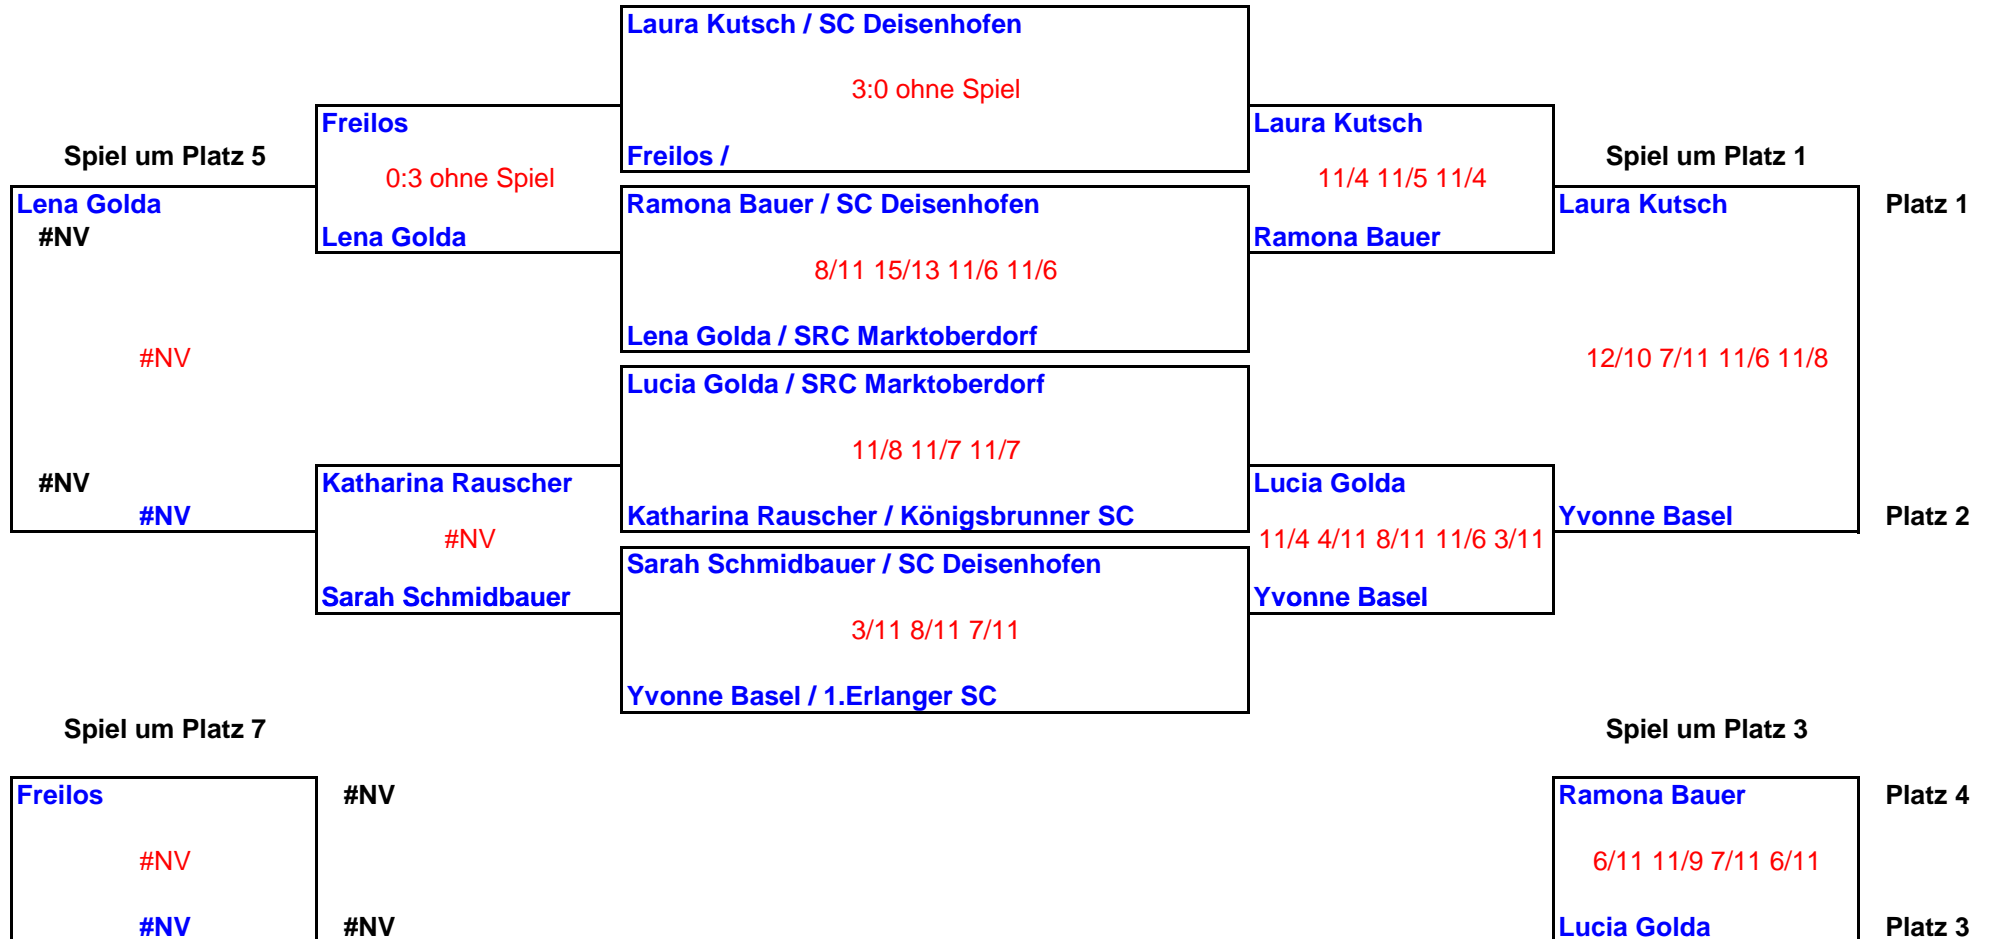 Laura Kutsch / SC Deisenhofen
3:0 ohne Spiel
Freilos
Laura Kutsch
Spiel um Platz 5
Freilos /
Spiel um Platz 1
0:3 ohne Spiel
11/4 11/5 11/4
Lena Golda
Ramona Bauer / SC Deisenhofen
Laura Kutsch
Platz 1
#NV
Lena Golda
Ramona Bauer
8/11 15/13 11/6 11/6
Lena Golda / SRC Marktoberdorf
#NV
12/10 7/11 11/6 11/8
Lucia Golda / SRC Marktoberdorf
11/8 11/7 11/7
#NV
Katharina Rauscher
Lucia Golda
#NV
Katharina Rauscher / Königsbrunner SC
Yvonne Basel
Platz 2
#NV
11/4 4/11 8/11 11/6 3/11
Sarah Schmidbauer / SC Deisenhofen
Sarah Schmidbauer
Yvonne Basel
3/11 8/11 7/11
Yvonne Basel / 1.Erlanger SC
Spiel um Platz 7
Spiel um Platz 3
Freilos
#NV
Ramona Bauer
Platz 4
#NV
6/11 11/9 7/11 6/11
#NV
#NV
Lucia Golda
Platz 3